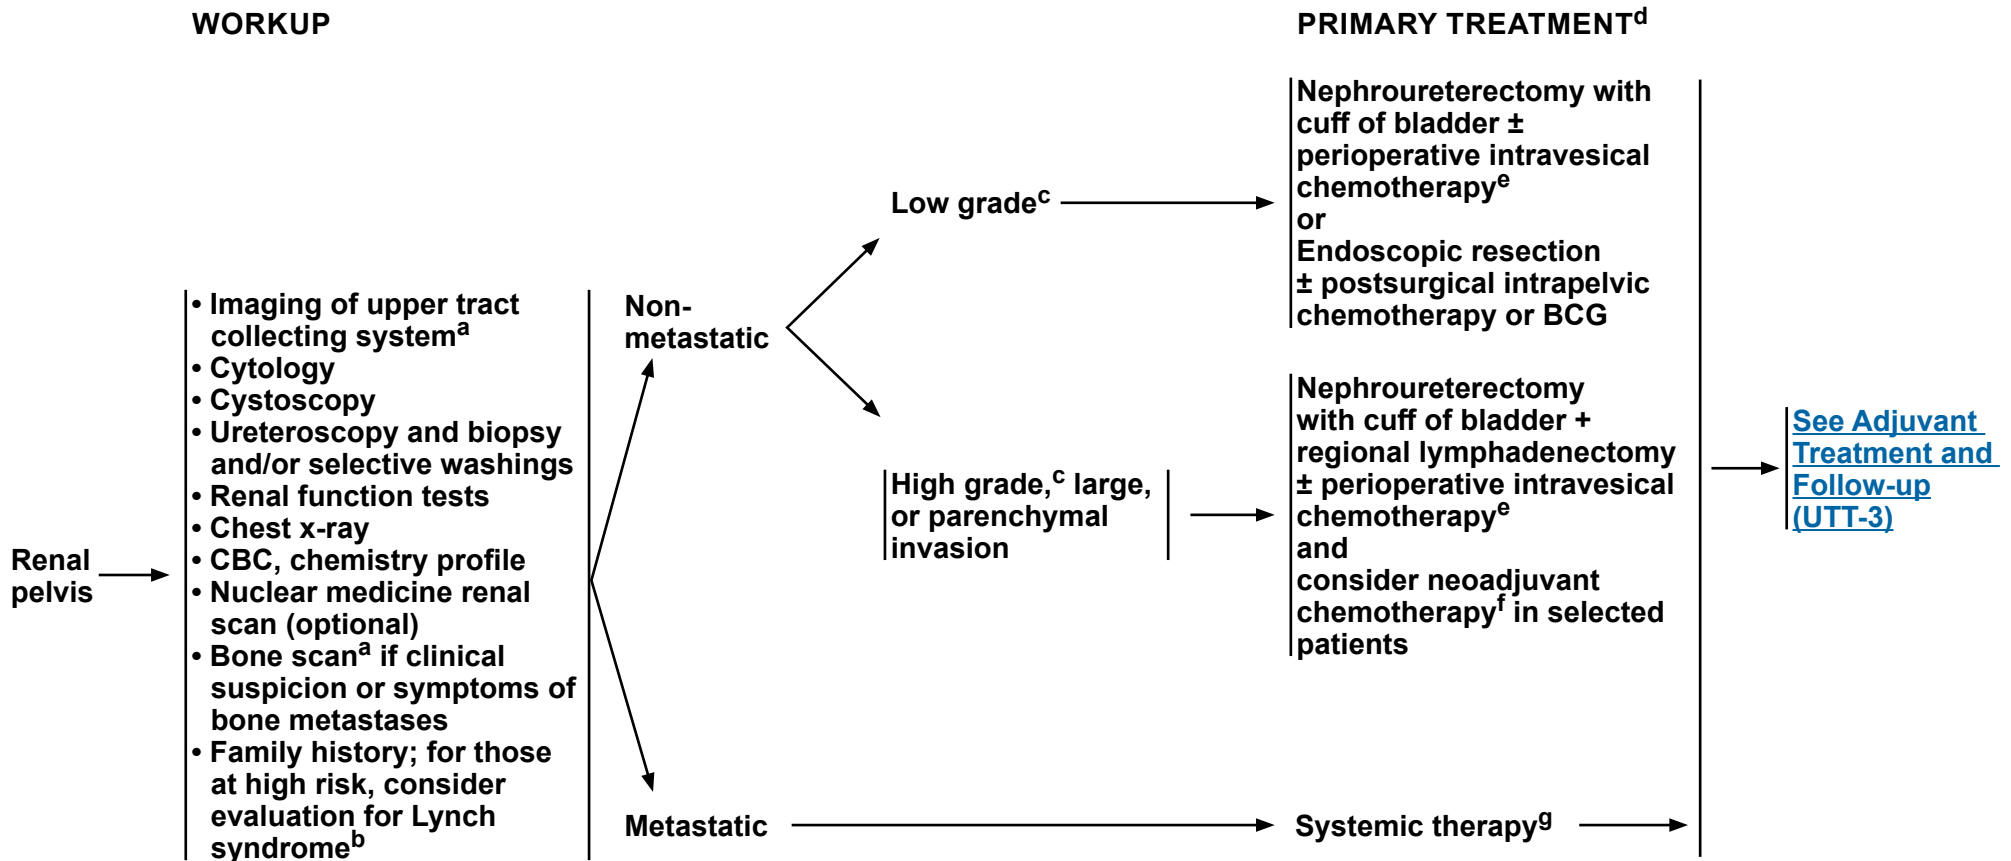 WORKUP
PRIMARY TREATMENTd
Renal
pelvis
• Imaging of upper tract
collecting systema
• Cytology
• Cystoscopy
• Ureteroscopy and biopsy
and/or selective washings
• Renal function tests
• Chest x-ray
• CBC, chemistry profile
• Nuclear medicine renal
scan (optional)
• Bone scana if clinical
suspicion or symptoms of
bone metastases
• Family history; for those
at high risk, consider
evaluation for Lynch
syndromeb
Non-
metastatic
Low gradec
Nephroureterectomy with
cuff of bladder ±
perioperative intravesical
chemotherapye
or
Endoscopic resection
± postsurgical intrapelvic
chemotherapy or BCG
High grade,c large,
or parenchymal
invasion
Nephroureterectomy
with cuff of bladder +
regional lymphadenectomy
± perioperative intravesical
chemotherapye
and
consider neoadjuvant
chemotherapyf in selected
patients
Metastatic
Systemic therapyg
See Adjuvant
Treatment and
Follow-up
(UTT-3)